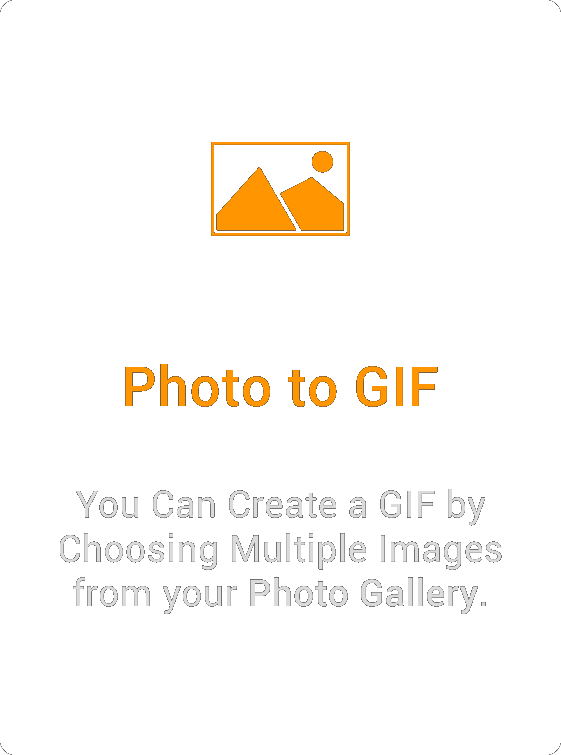 Photo to GIF
You Can Create a GIF by
Choosing Multiple Images
from your Photo Gallery.